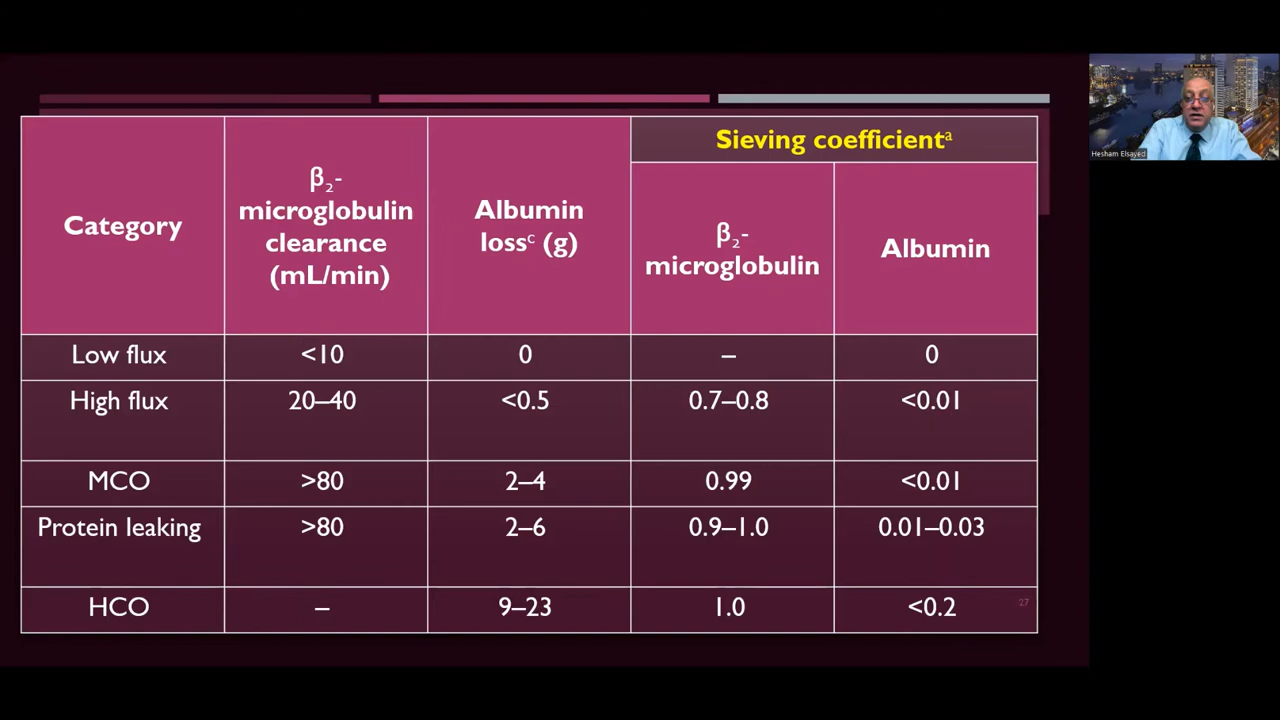 Category
β₂-
microglobulin
clearance
(mL/min)
Albumin
lossᶜ (g)
Sieving coefficientᵃ
β₂-
microglobulin
Albumin
Low flux <10 0 – 0
High flux 20–40 <0.5 0.7–0.8 <0.01
MCO >80 2–4 0.99 <0.01
Protein leaking >80 2–6 0.9–1.0 0.01–0.03
HCO – 9–23 1.0 <0.2
27
Hesham Elsayed